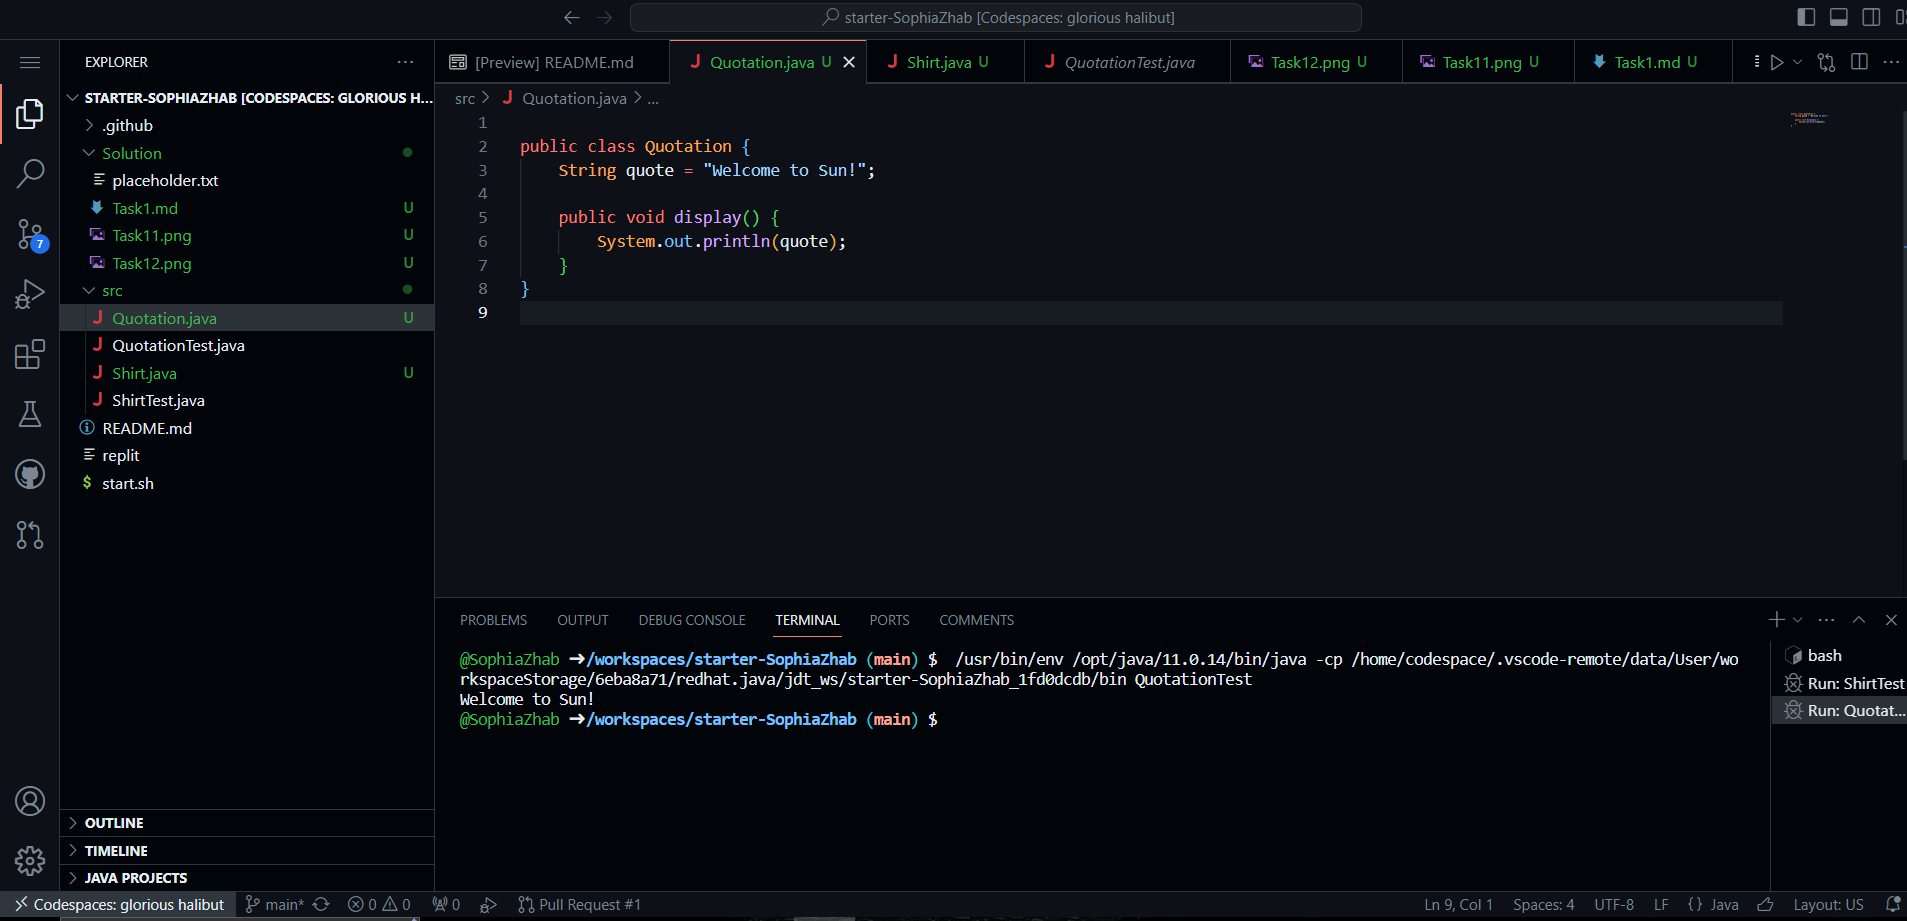 starter-SophiaZhab [Codespaces: glorious halibut]
EXPLORER
STARTER-SOPHIAZHAB [CODESPACES: GLORIOUS H...
.github
Solution
placeholder.txt
Task1.md U
Task11.png U
Task12.png U
src
Quotation.java U
QuotationTest.java
Shirt.java U
ShirtTest.java
README.md
replit
$ start.sh
OUTLINE
TIMELINE
JAVA PROJECTS
7
[Preview] README.md
J Quotation.java U
J Shirt.java U
J QuotationTest.java
Task12.png U
Task11.png U
Task1.md U
src > J Quotation.java > ...
1
2 public class Quotation {
3 String quote = "Welcome to Sun!";
4
5 public void display() {
6 System.out.println(quote);
7 }
8 }
9
PROBLEMS OUTPUT DEBUG CONSOLE TERMINAL PORTS COMMENTS
@SophiaZhab ➜/workspaces/starter-SophiaZhab (main) $ /usr/bin/env /opt/java/11.0.14/bin/java -cp /home/codespace/.vscode-remote/data/User/wo
rkspaceStorage/6eba8a71/redhat.java/jdt_ws/starter-SophiaZhab_1fd0dcdb/bin QuotationTest
Welcome to Sun!
@SophiaZhab ➜/workspaces/starter-SophiaZhab (main) $
bash
Run: ShirtTest
Run: Quotat...
Codespaces: glorious halibut main* 0 0 0 Pull Request #1 Ln 9, Col 1 Spaces: 4 UTF-8 LF {} Java Layout: US